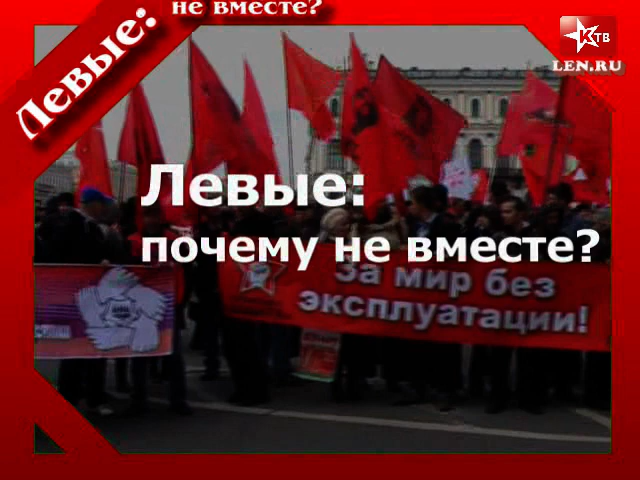 Левые:
не вместе?
КТВ
LEN.RU
Левые:
почему не вместе?
За мир без
эксплуатации!